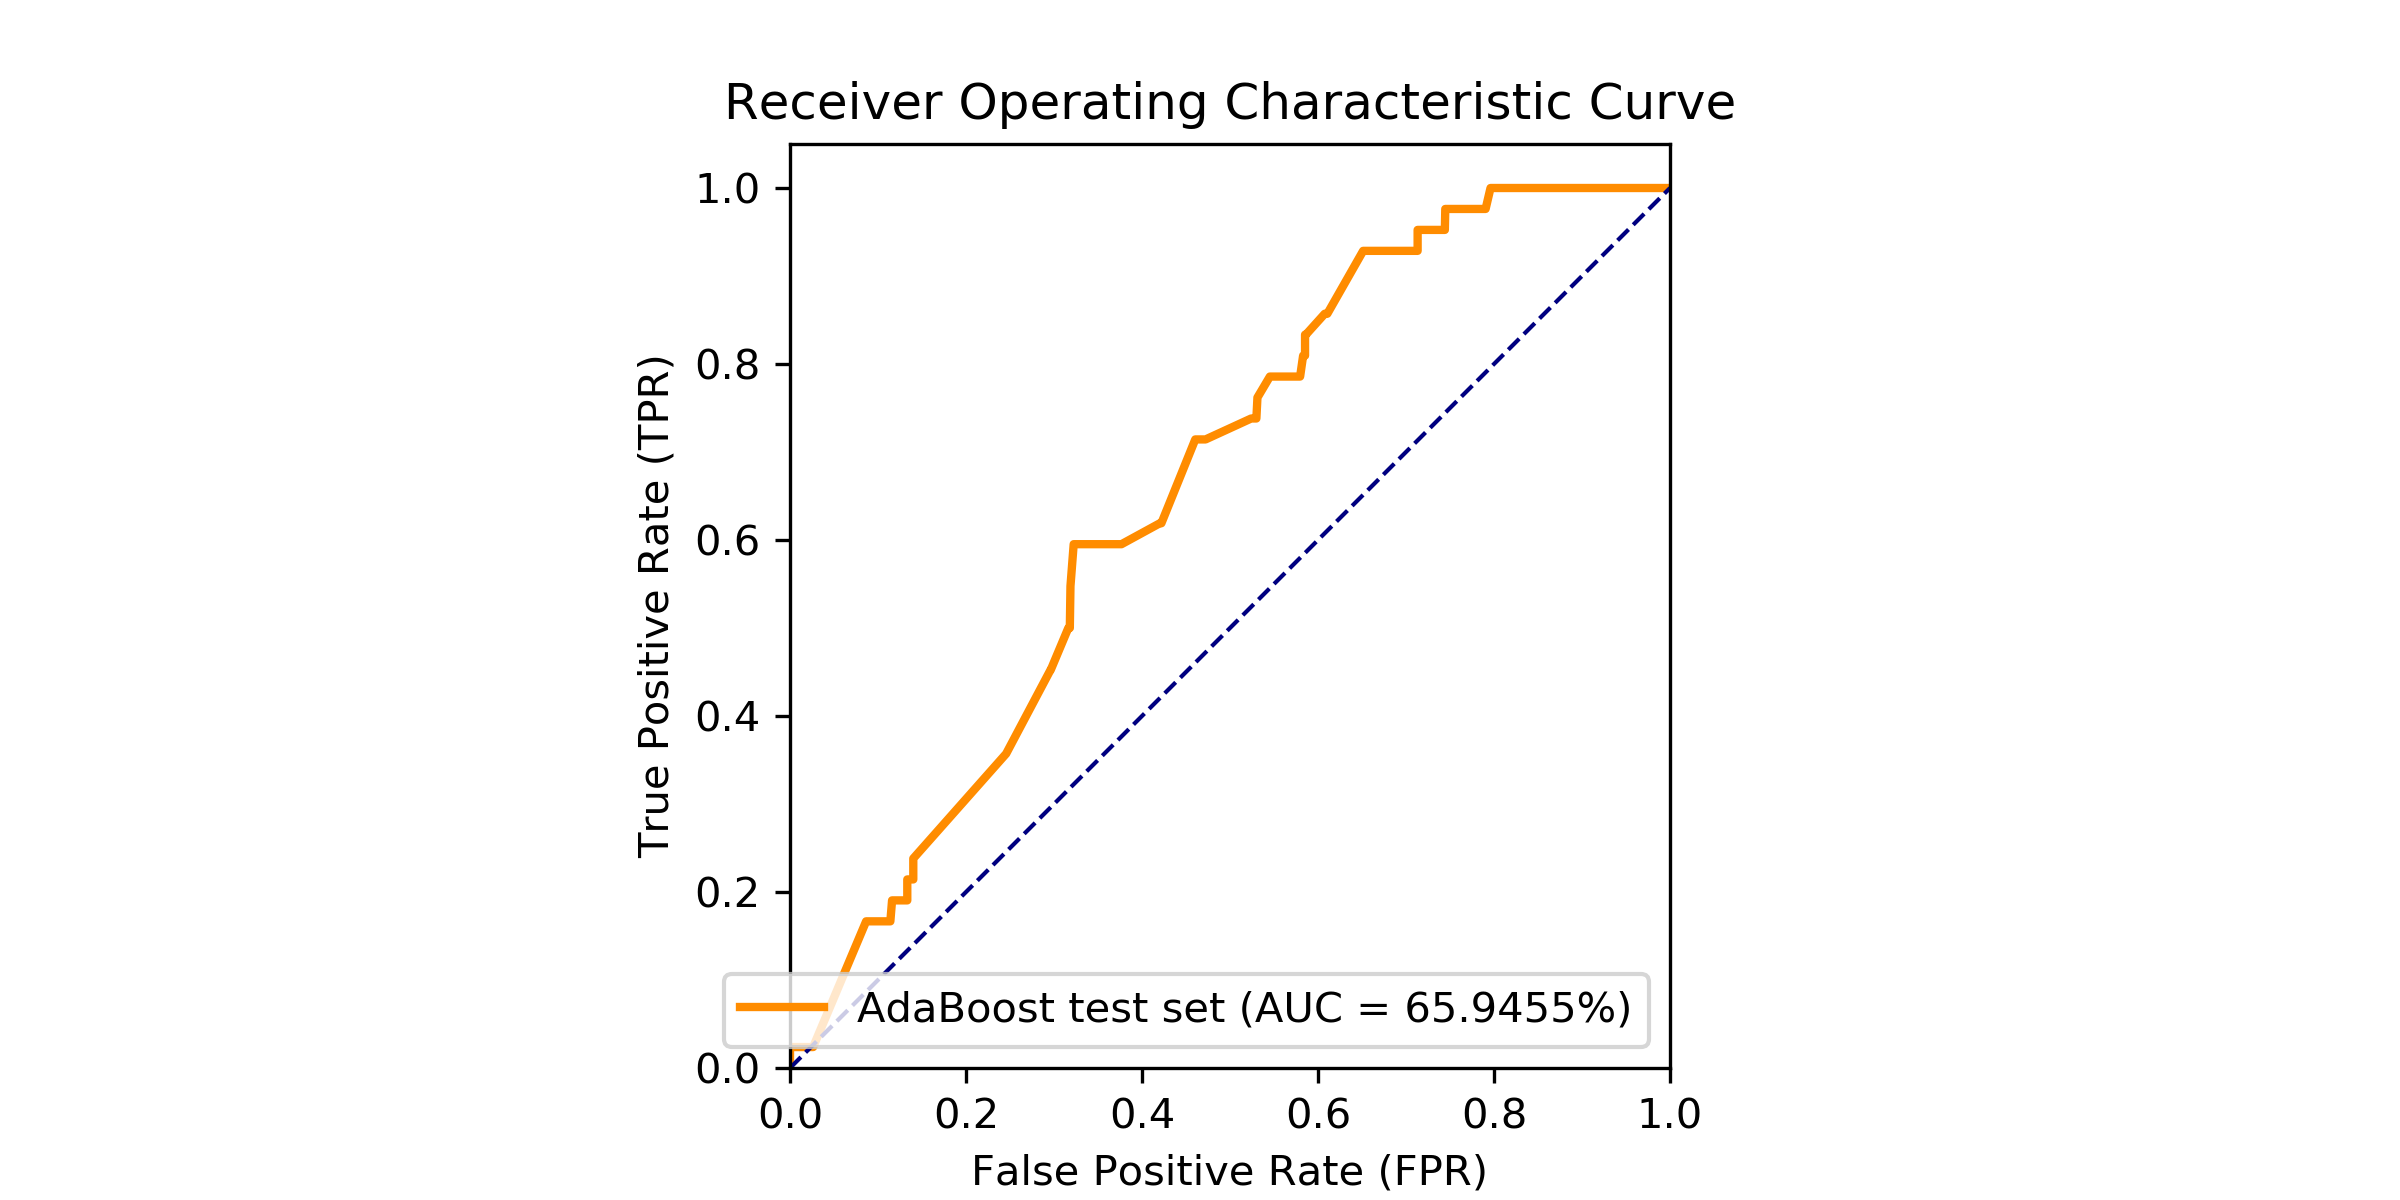 Receiver Operating Characteristic Curve
True Positive Rate (TPR)
1.0
0.8
0.6
0.4
0.2
0.0
AdaBoost test set (AUC = 65.9455%)
0.0 0.2 0.4 0.6 0.8 1.0
False Positive Rate (FPR)